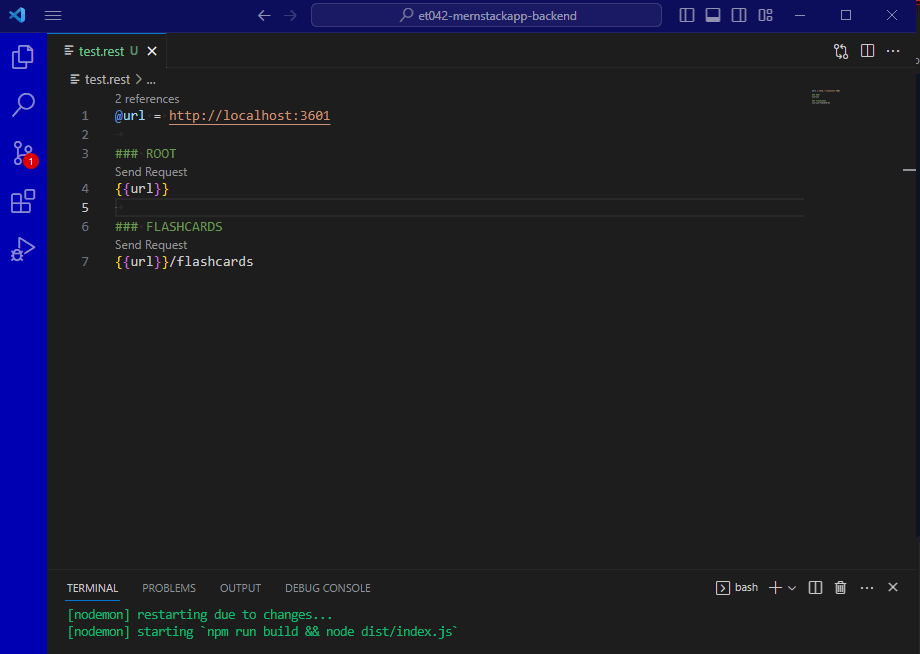 et042-mernstackapp-backend
test.rest U
test.rest > ...
2 references
1 @url = http://localhost:3601
2
3 ### ROOT
Send Request
4 {{url}}
5
6 ### FLASHCARDS
Send Request
7 {{url}}/flashcards
1
TERMINAL PROBLEMS OUTPUT DEBUG CONSOLE bash
[nodemon] restarting due to changes...
[nodemon] starting `npm run build && node dist/index.js`